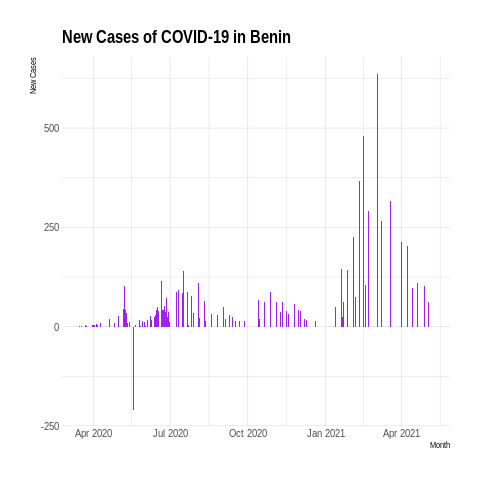 New Cases of COVID-19 in Benin
New Cases
500
250
0
-250
Apr 2020 Jul 2020 Oct 2020 Jan 2021 Apr 2021
Month